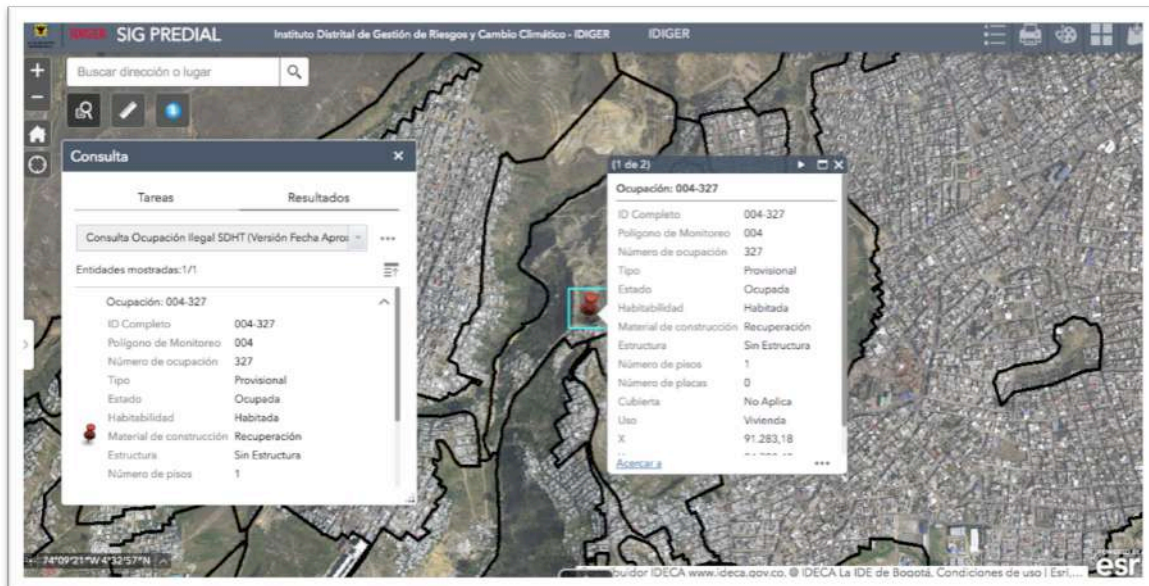 IDIGER SIG PREDIAL Instituto Distrital de Gestión de Riesgos y Cambio Climático - IDIGER IDIGER
Buscar dirección o lugar
Consulta
Tareas Resultados
Consulta Ocupación Ilegal SDHT (Versión Fecha Aprox
Entidades mostradas:1/1
Ocupación: 004-327
ID Completo 004-327
Polígono de Monitoreo 004
Número de ocupación 327
Tipo Provisional
Estado Ocupada
Habitabilidad Habitada
Material de construcción Recuperación
Estructura Sin Estructura
Número de pisos 1
(1 de 2)
Ocupación: 004-327
ID Completo 004-327
Polígono de Monitoreo 004
Número de ocupación 327
Tipo Provisional
Estado Ocupada
Habitabilidad Habitada
Material de construcción Recuperación
Estructura Sin Estructura
Número de pisos 1
Número de placas 0
Cubierta No Aplica
Uso Vivienda
X 91.283,18
Acercar a
74°09'21"W 4°32'57"N
buidor IDECA www.ideca.gov.co. @ IDECA La IDE de Bogotá. Condiciones de uso | Esri,...
esri